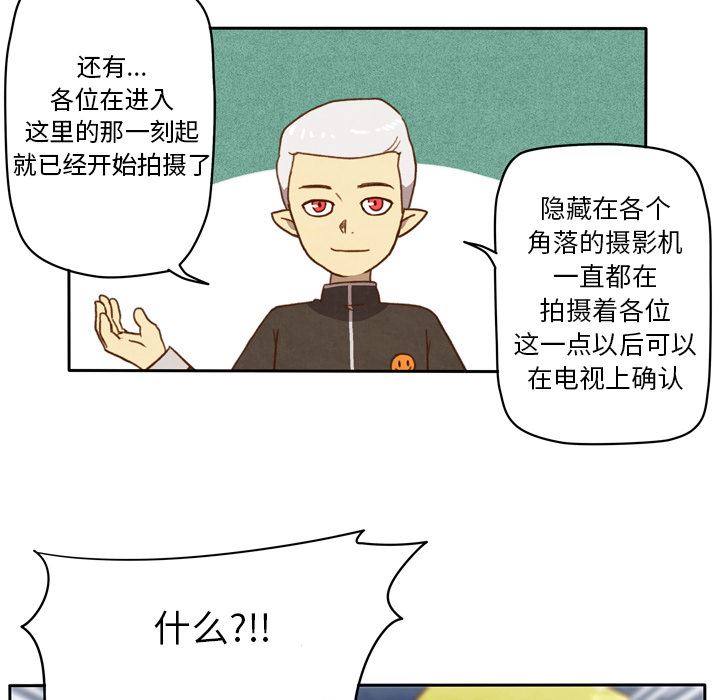 还有...
各位在进入
这里的那一刻起
就已经开始拍摄了
隐藏在各个
角落的摄影机
一直都在
拍摄着各位
这一点以后可以
在电视上确认
什么?!!